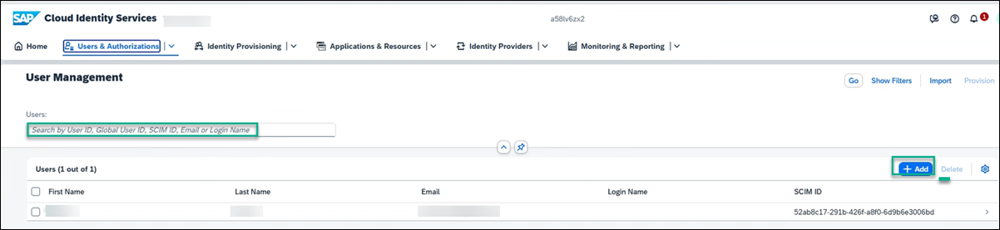 SAP Cloud Identity Services a58lv6zx2 1
Home Users & Authorizations Identity Provisioning Applications & Resources Identity Providers Monitoring & Reporting
User Management
Go Show Filters Import Provision
Users:
Search by User ID, Global User ID, SCIM ID, Email or Login Name
Users (1 out of 1) + Add Delete
First Name Last Name Email Login Name SCIM ID
52ab8c17-291b-426f-a8f0-6d9b6e3006bd